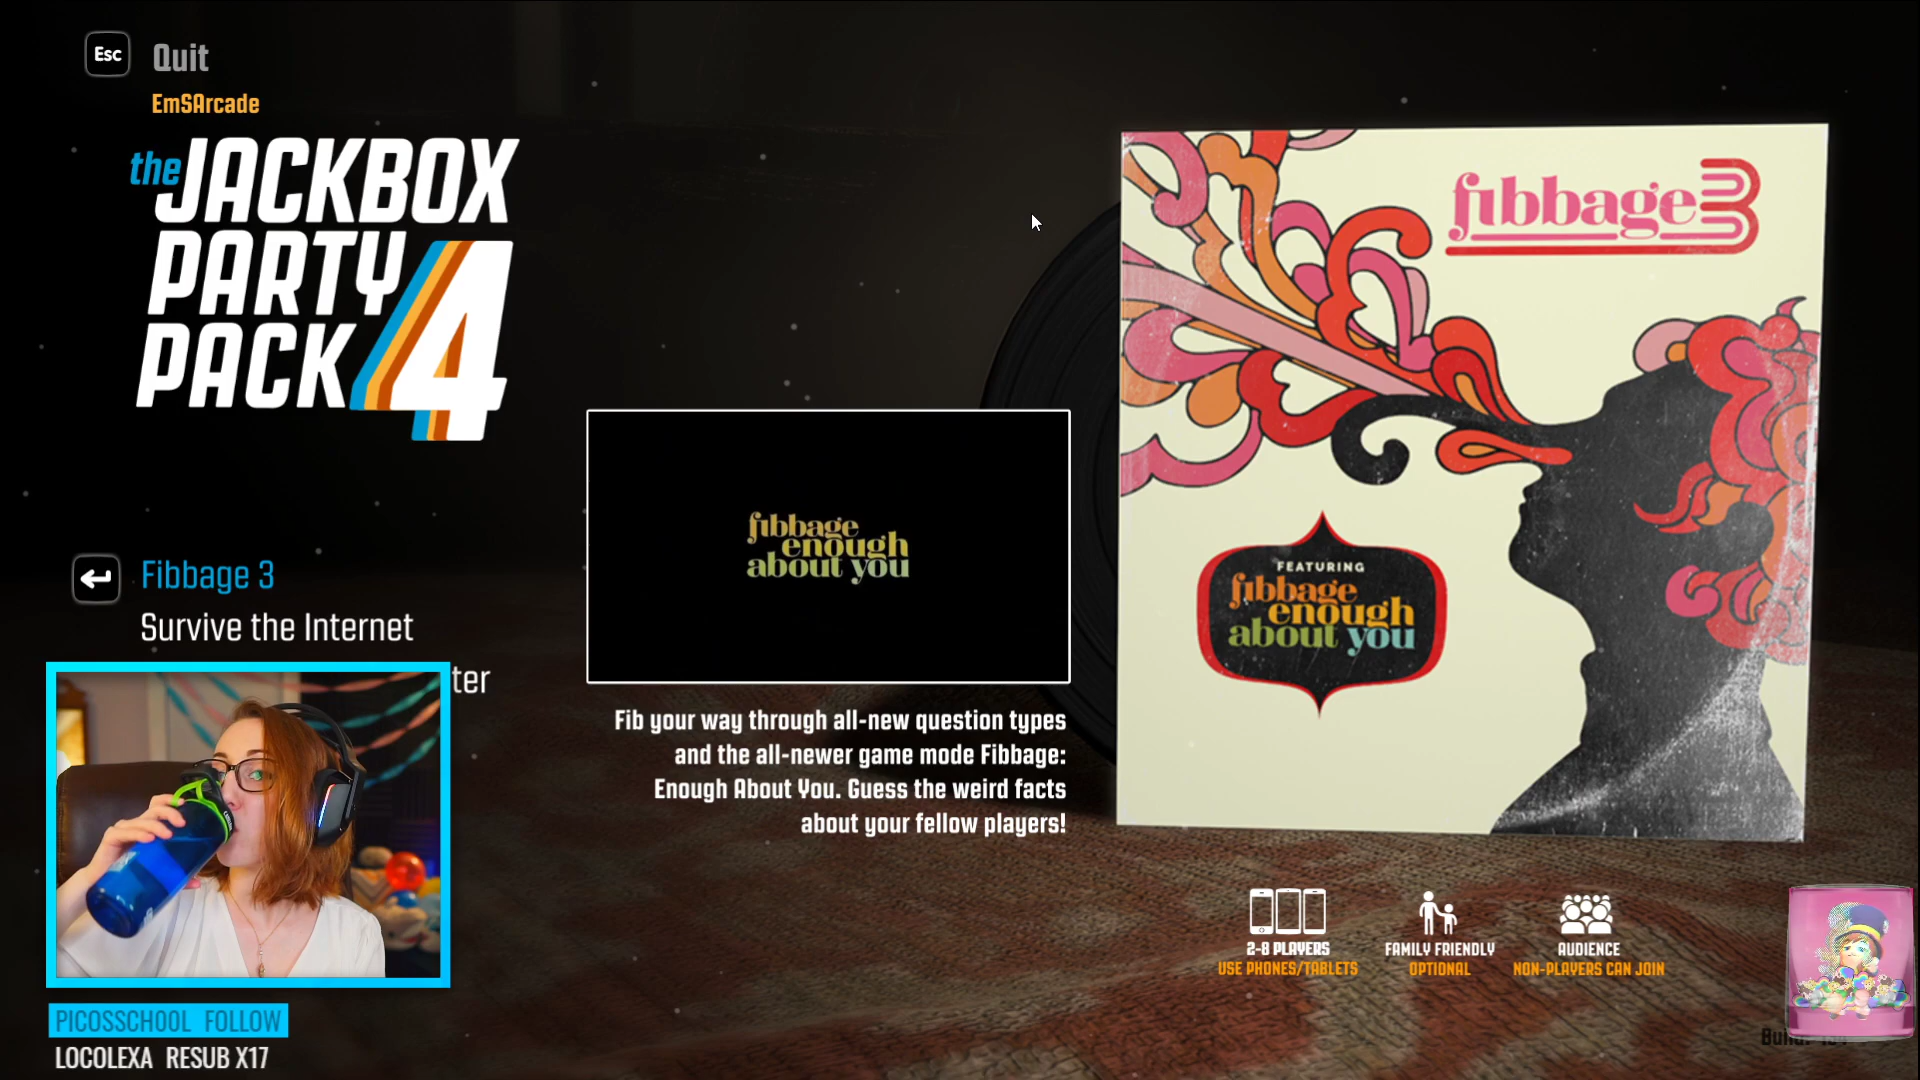 Esc Quit
EmSArcade
the JACKBOX
PARTY
PACK 4
Fibbage 3
Survive the Internet
ter
fibbage
enough
about you
Fib your way through all-new question types
and the all-newer game mode Fibbage:
Enough About You. Guess the weird facts
about your fellow players!
fibbage 3
FEATURING
fibbage
enough
about you
2-8 PLAYERS
USE PHONES/TABLETS
FAMILY FRIENDLY
OPTIONAL
AUDIENCE
NON-PLAYERS CAN JOIN
PICOSSCHOOL FOLLOW
LOCOLEXA RESUB X17